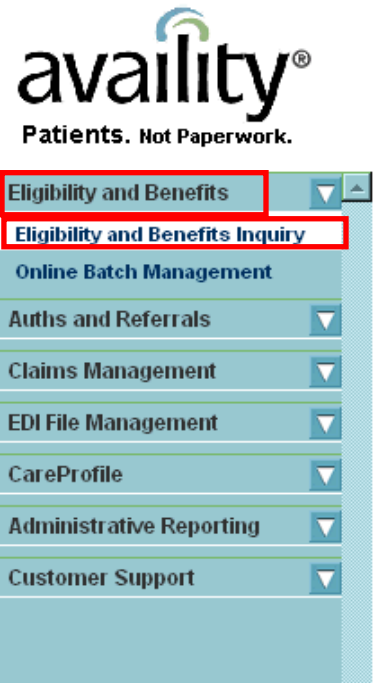 availity®
Patients. Not Paperwork.
Eligibility and Benefits
Eligibility and Benefits Inquiry
Online Batch Management
Auths and Referrals
Claims Management
EDI File Management
CareProfile
Administrative Reporting
Customer Support